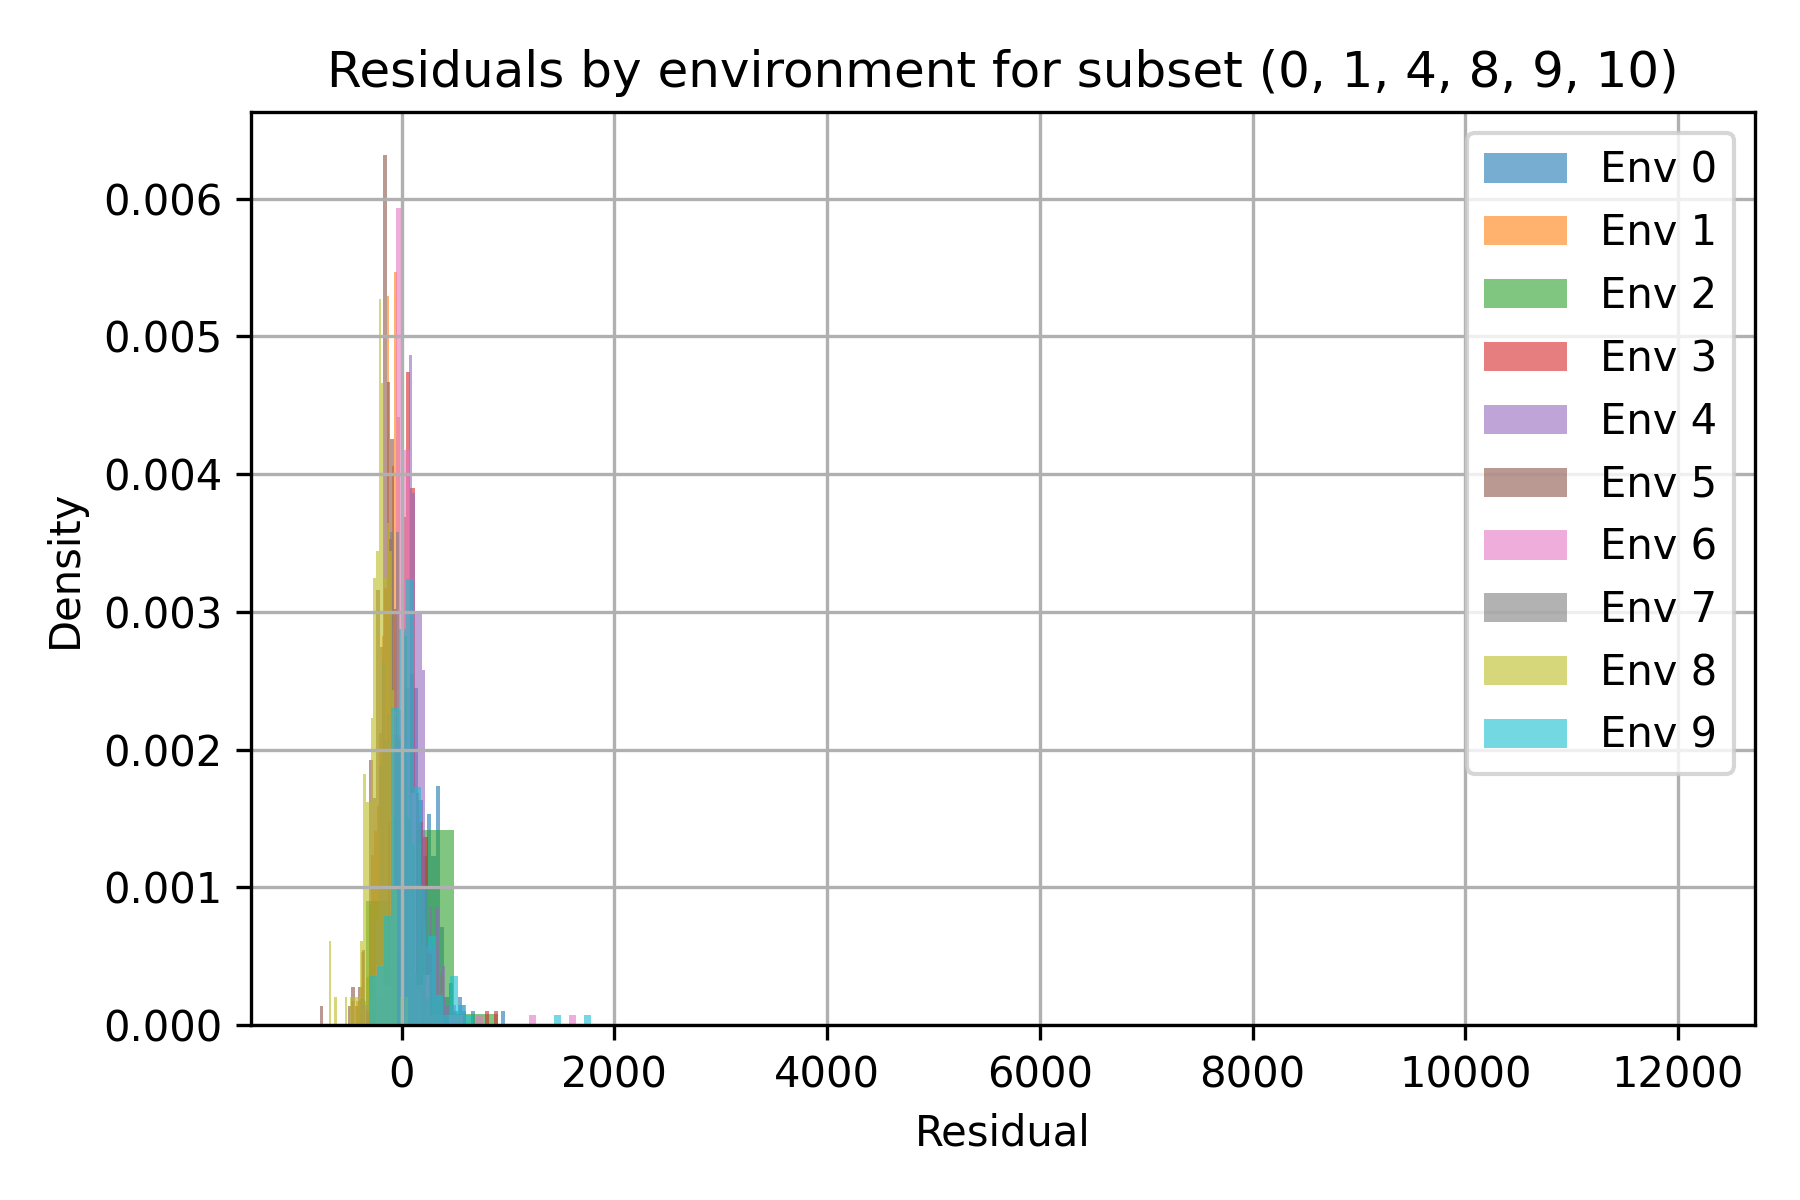 Residuals by environment for subset (0, 1, 4, 8, 9, 10)
Density
0.006
0.005
0.004
0.003
0.002
0.001
0.000
0 2000 4000 6000 8000 10000 12000
Residual
Env 0
Env 1
Env 2
Env 3
Env 4
Env 5
Env 6
Env 7
Env 8
Env 9